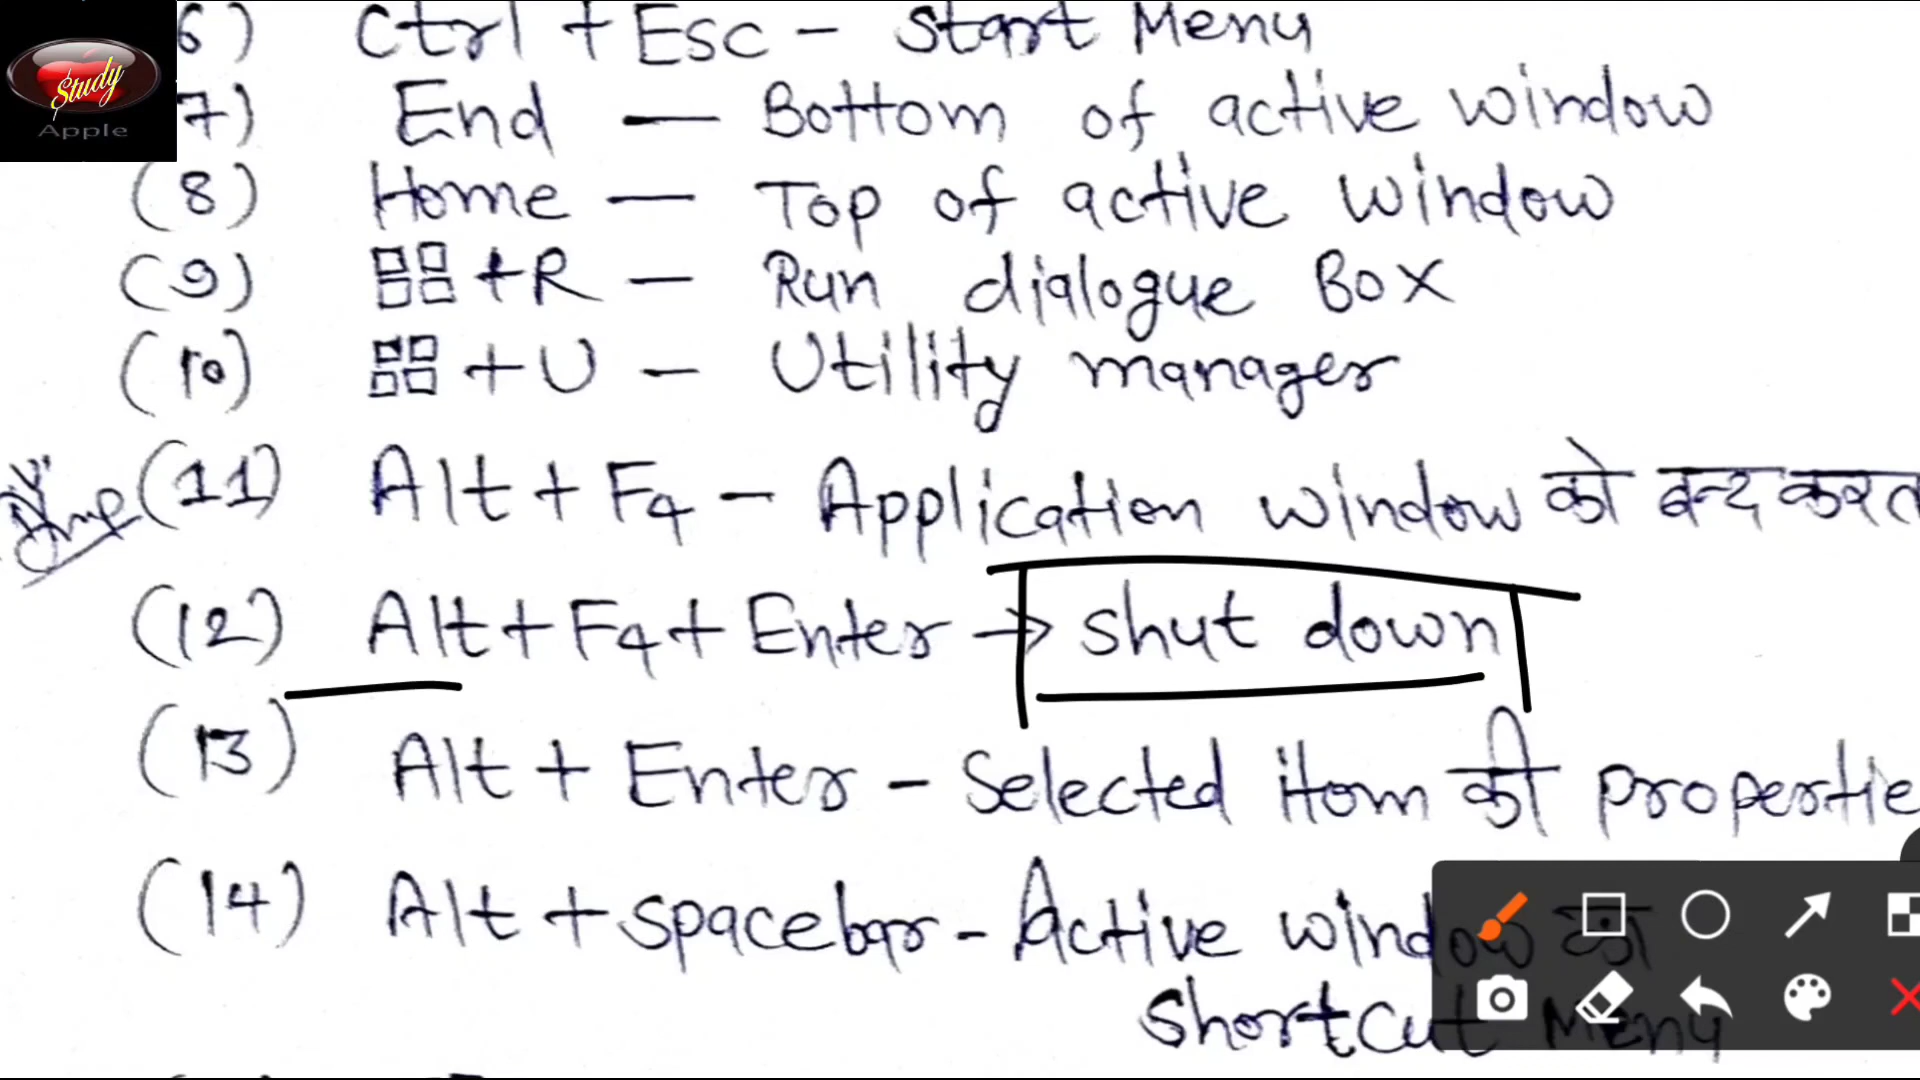 Study
Apple
6) Ctrl + Esc - Start Menu
7) End — Bottom of active window
(8) Home — Top of active window
(9) +R — Run dialogue Box
(10) +U — Utility manager
Imp (11) Alt + F4 - Application window को बन्द करत
(12) Alt + F4 + Enter → shut down
(13) Alt + Enter - Selected itom की propertie
(14) Alt + spacebar - Active window का
shortcut Menu